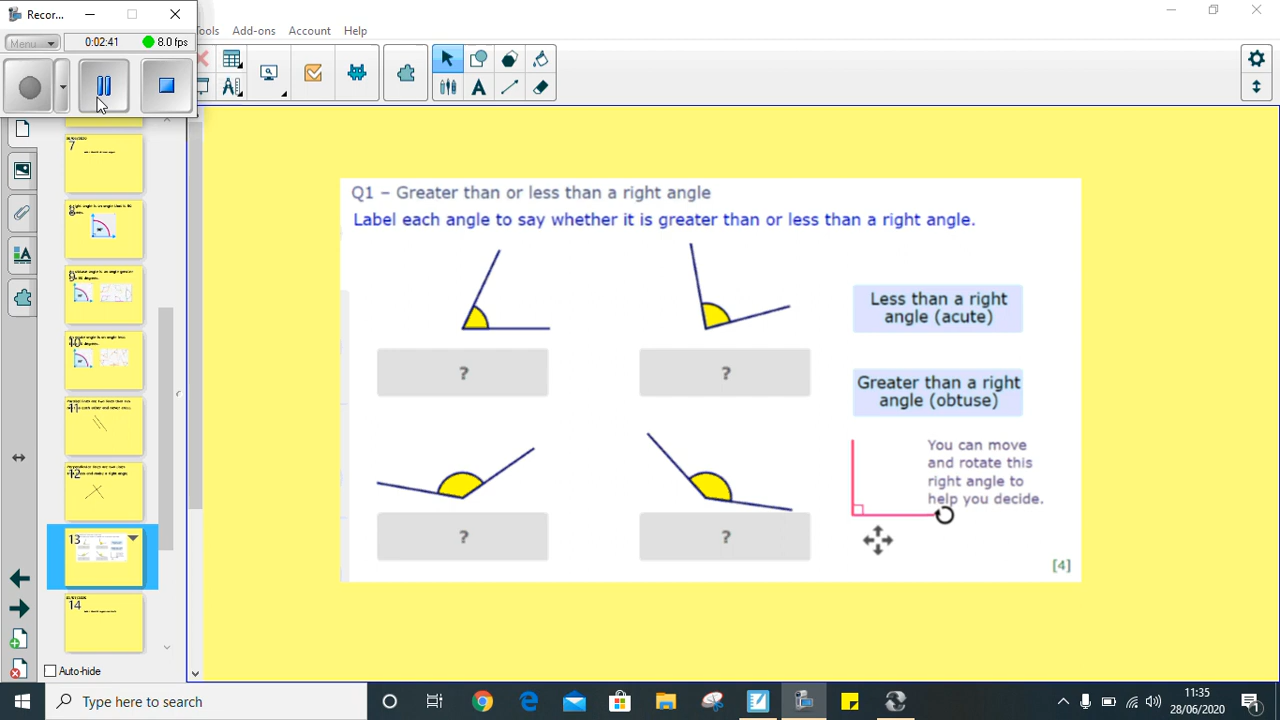 Recor...
Tools Add-ons Account Help
Menu 0:02:41 8.0 fps
7
8
9
10
11
12
13
14
Auto-hide
Q1 – Greater than or less than a right angle
Label each angle to say whether it is greater than or less than a right angle.
Less than a right
angle (acute)
? ?
Greater than a right
angle (obtuse)
You can move
and rotate this
right angle to
help you decide.
? ?
[4]
Type here to search
11:35
28/06/2020
1